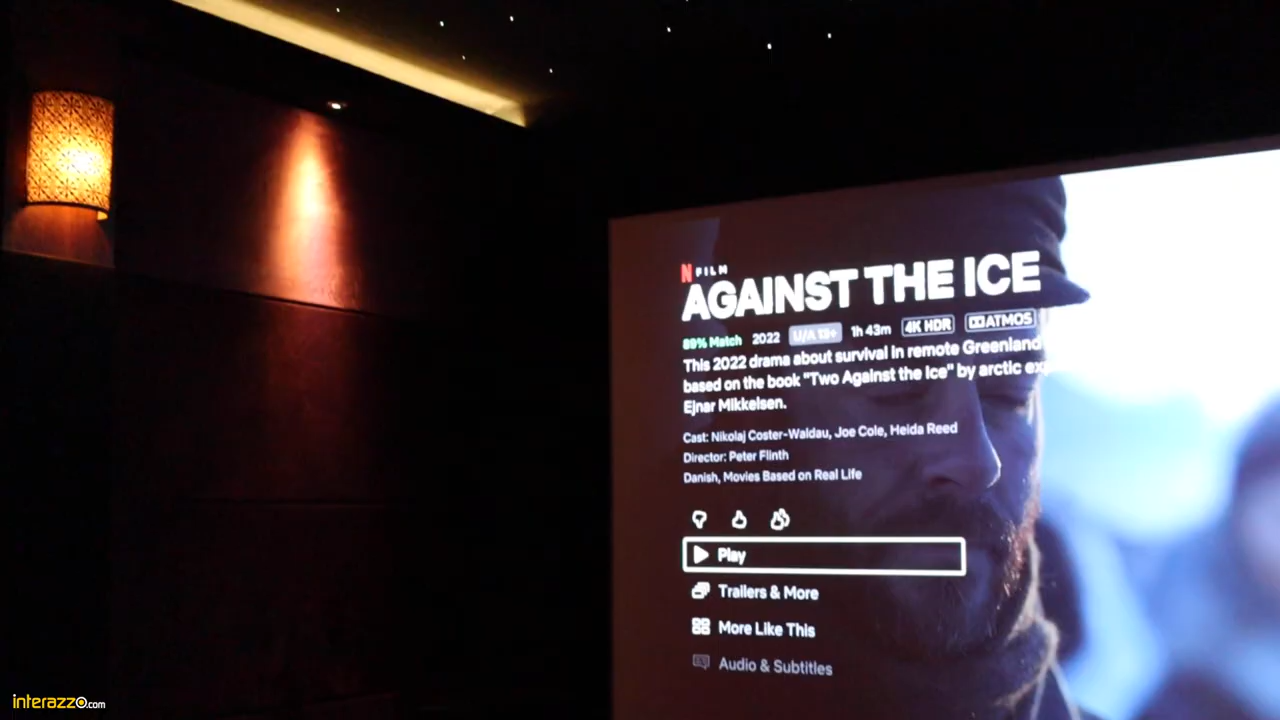 N FILM
AGAINST THE ICE
89% Match 2022 U/A 13+ 1h 43m 4K HDR ATMOS
This 2022 drama about survival in remote Greenland
based on the book "Two Against the Ice" by arctic ex
Ejnar Mikkelsen.
Cast: Nikolaj Coster-Waldau, Joe Cole, Heida Reed
Director: Peter Flinth
Danish, Movies Based on Real Life
Play
Trailers & More
More Like This
Audio & Subtitles
interazzo.com